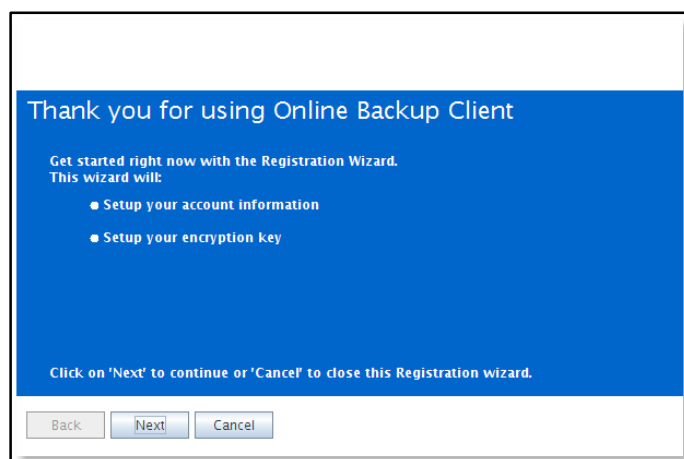 Thank you for using Online Backup Client
Get started right now with the Registration Wizard.
This wizard will:
Setup your account information
Setup your encryption key
Click on 'Next' to continue or 'Cancel' to close this Registration wizard.
Back Next Cancel